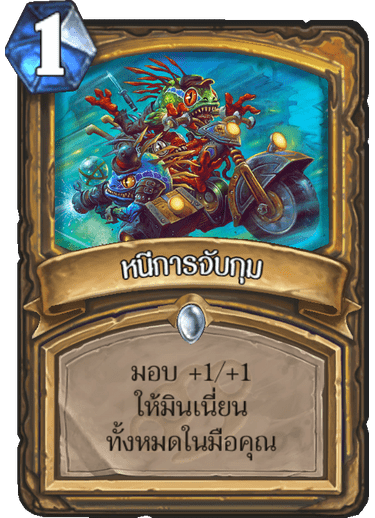 1
หนีการจับกุม
มอบ +1/+1
ให้มินเนี่ยน
ทั้งหมดในมือคุณ